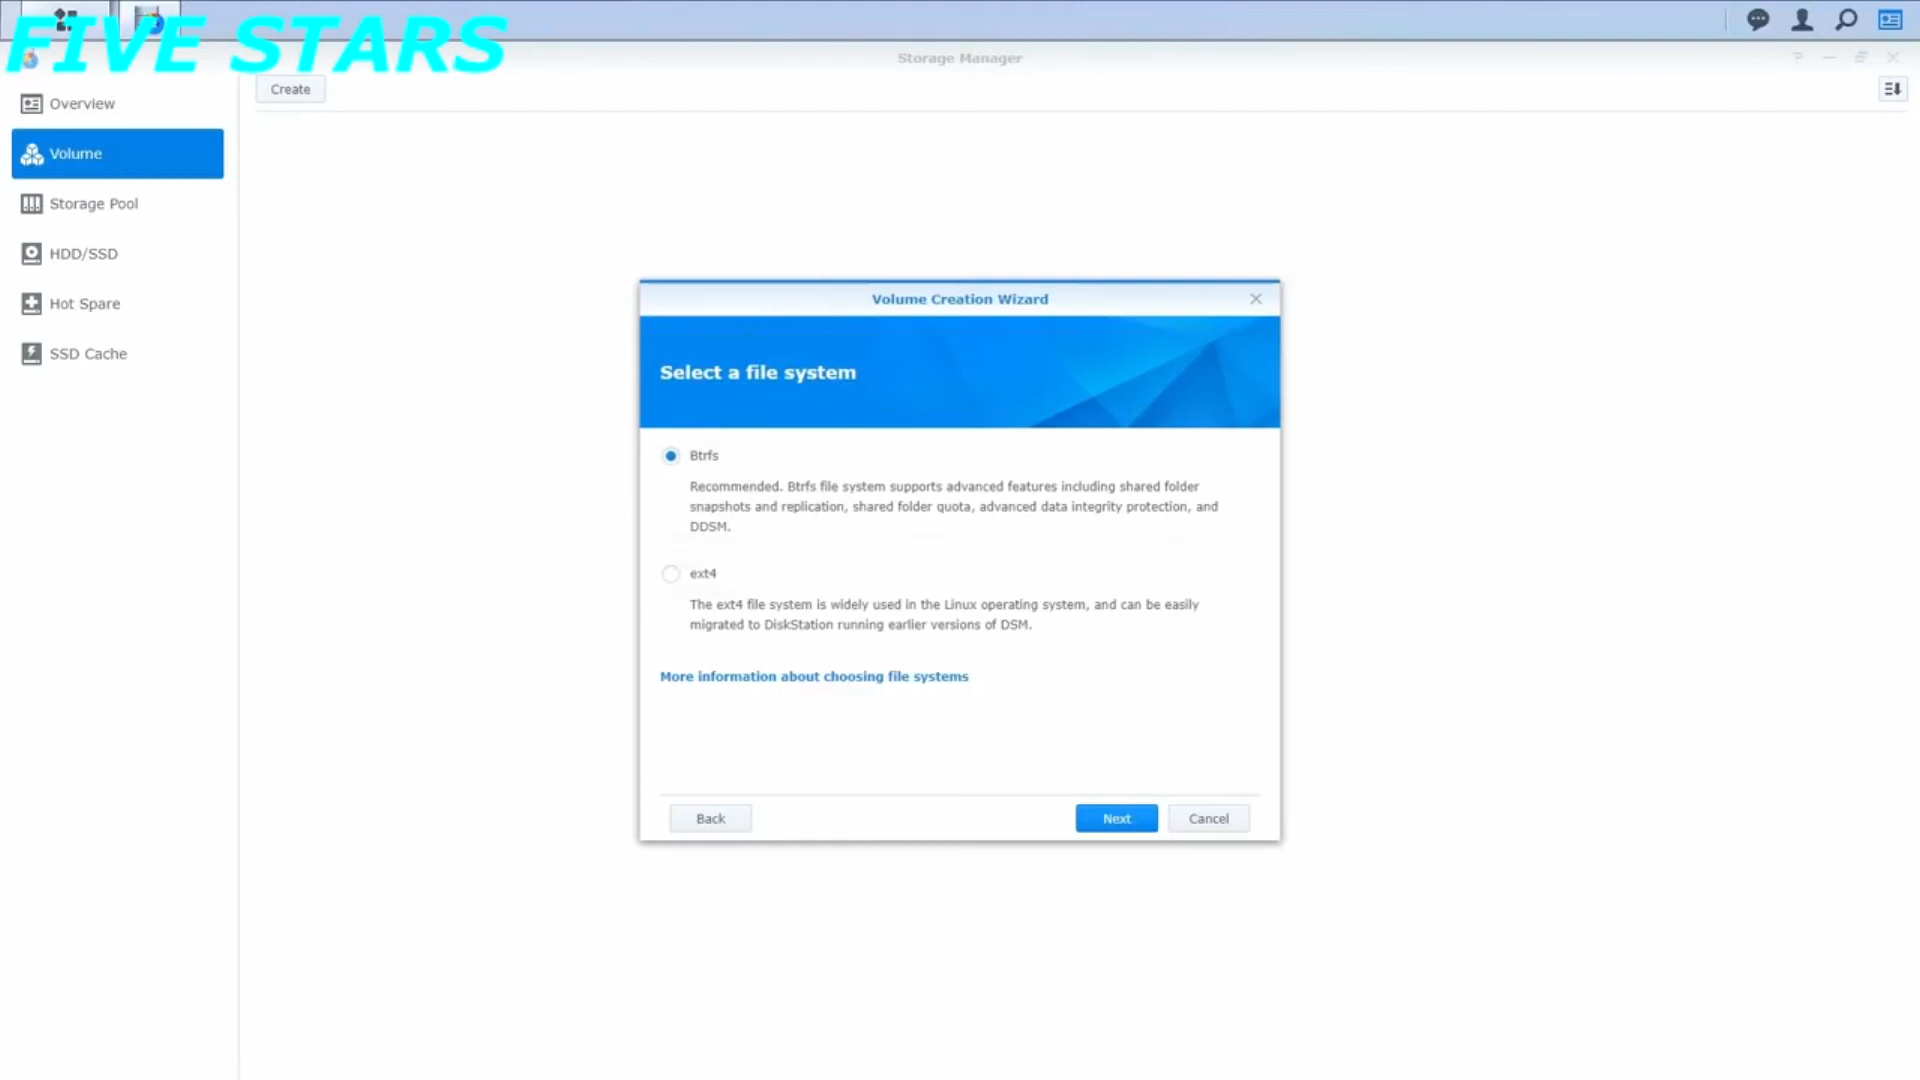 FIVE STARS
Storage Manager
Create
Overview
Volume
Storage Pool
HDD/SSD
Hot Spare
SSD Cache
Volume Creation Wizard
Select a file system
Btrfs
Recommended. Btrfs file system supports advanced features including shared folder
snapshots and replication, shared folder quota, advanced data integrity protection, and
DDSM.
ext4
The ext4 file system is widely used in the Linux operating system, and can be easily
migrated to DiskStation running earlier versions of DSM.
More information about choosing file systems
Back
Next
Cancel